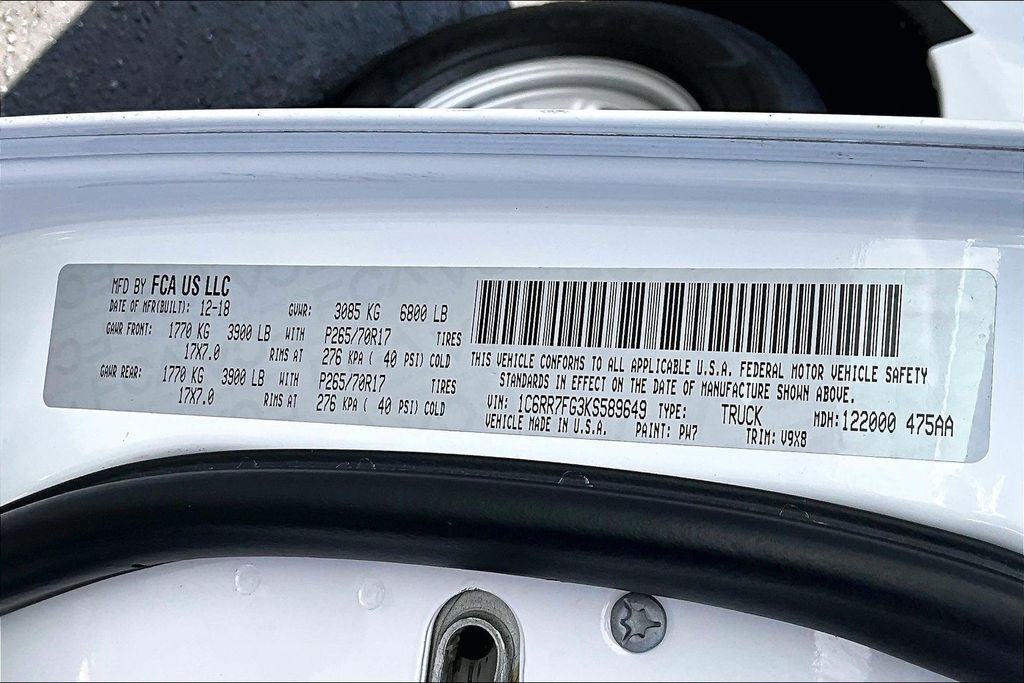 MFD BY FCA US LLC
DATE OF MFR(BUILT): 12-18 GVWR: 3085 KG 6800 LB
GAWR FRONT: 1770 KG 3900 LB WITH P265/70R17 TIRES
17X7.0 RIMS AT 276 KPA ( 40 PSI) COLD
GAWR REAR: 1770 KG 3900 LB WITH P265/70R17 TIRES
17X7.0 RIMS AT 276 KPA ( 40 PSI) COLD
THIS VEHICLE CONFORMS TO ALL APPLICABLE U.S.A. FEDERAL MOTOR VEHICLE SAFETY
STANDARDS IN EFFECT ON THE DATE OF MANUFACTURE SHOWN ABOVE.
VIN: 1C6RR7FG3KS589649 TYPE: TRUCK MDH: 122000 475AA
VEHICLE MADE IN U.S.A. PAINT: PW7 TRIM: V9X8